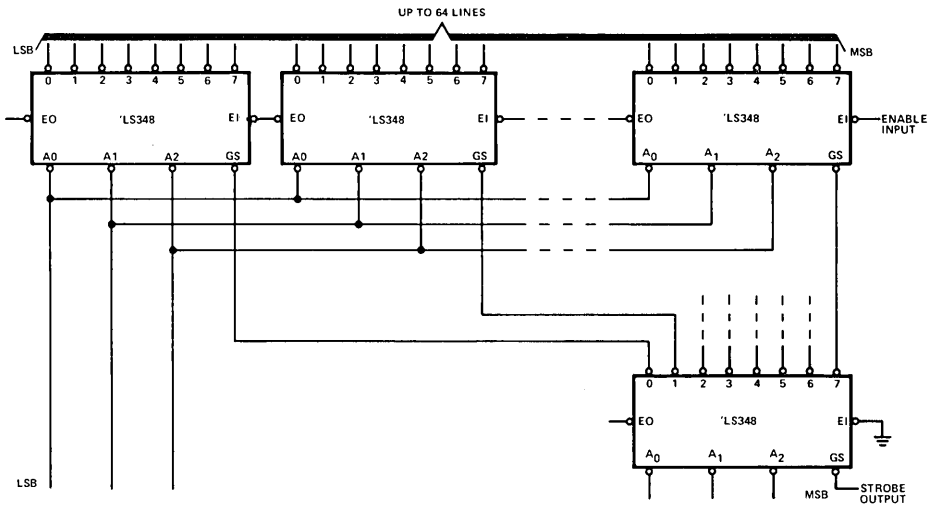 UP TO 64 LINES
LSB MSB
0 1 2 3 4 5 6 7 0 1 2 3 4 5 6 7 0 1 2 3 4 5 6 7
EO 'LS348 EI EO 'LS348 EI EO 'LS348 EI ENABLE
INPUT
A0 A1 A2 GS A0 A1 A2 GS A0 A1 A2 GS
0 1 2 3 4 5 6 7
EO 'LS348 EI
A0 A1 A2 GS
LSB MSB STROBE
OUTPUT